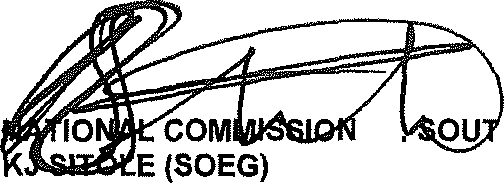 NATIONAL COMMISSION : SOUT
KJ SITOLE (SOEG)